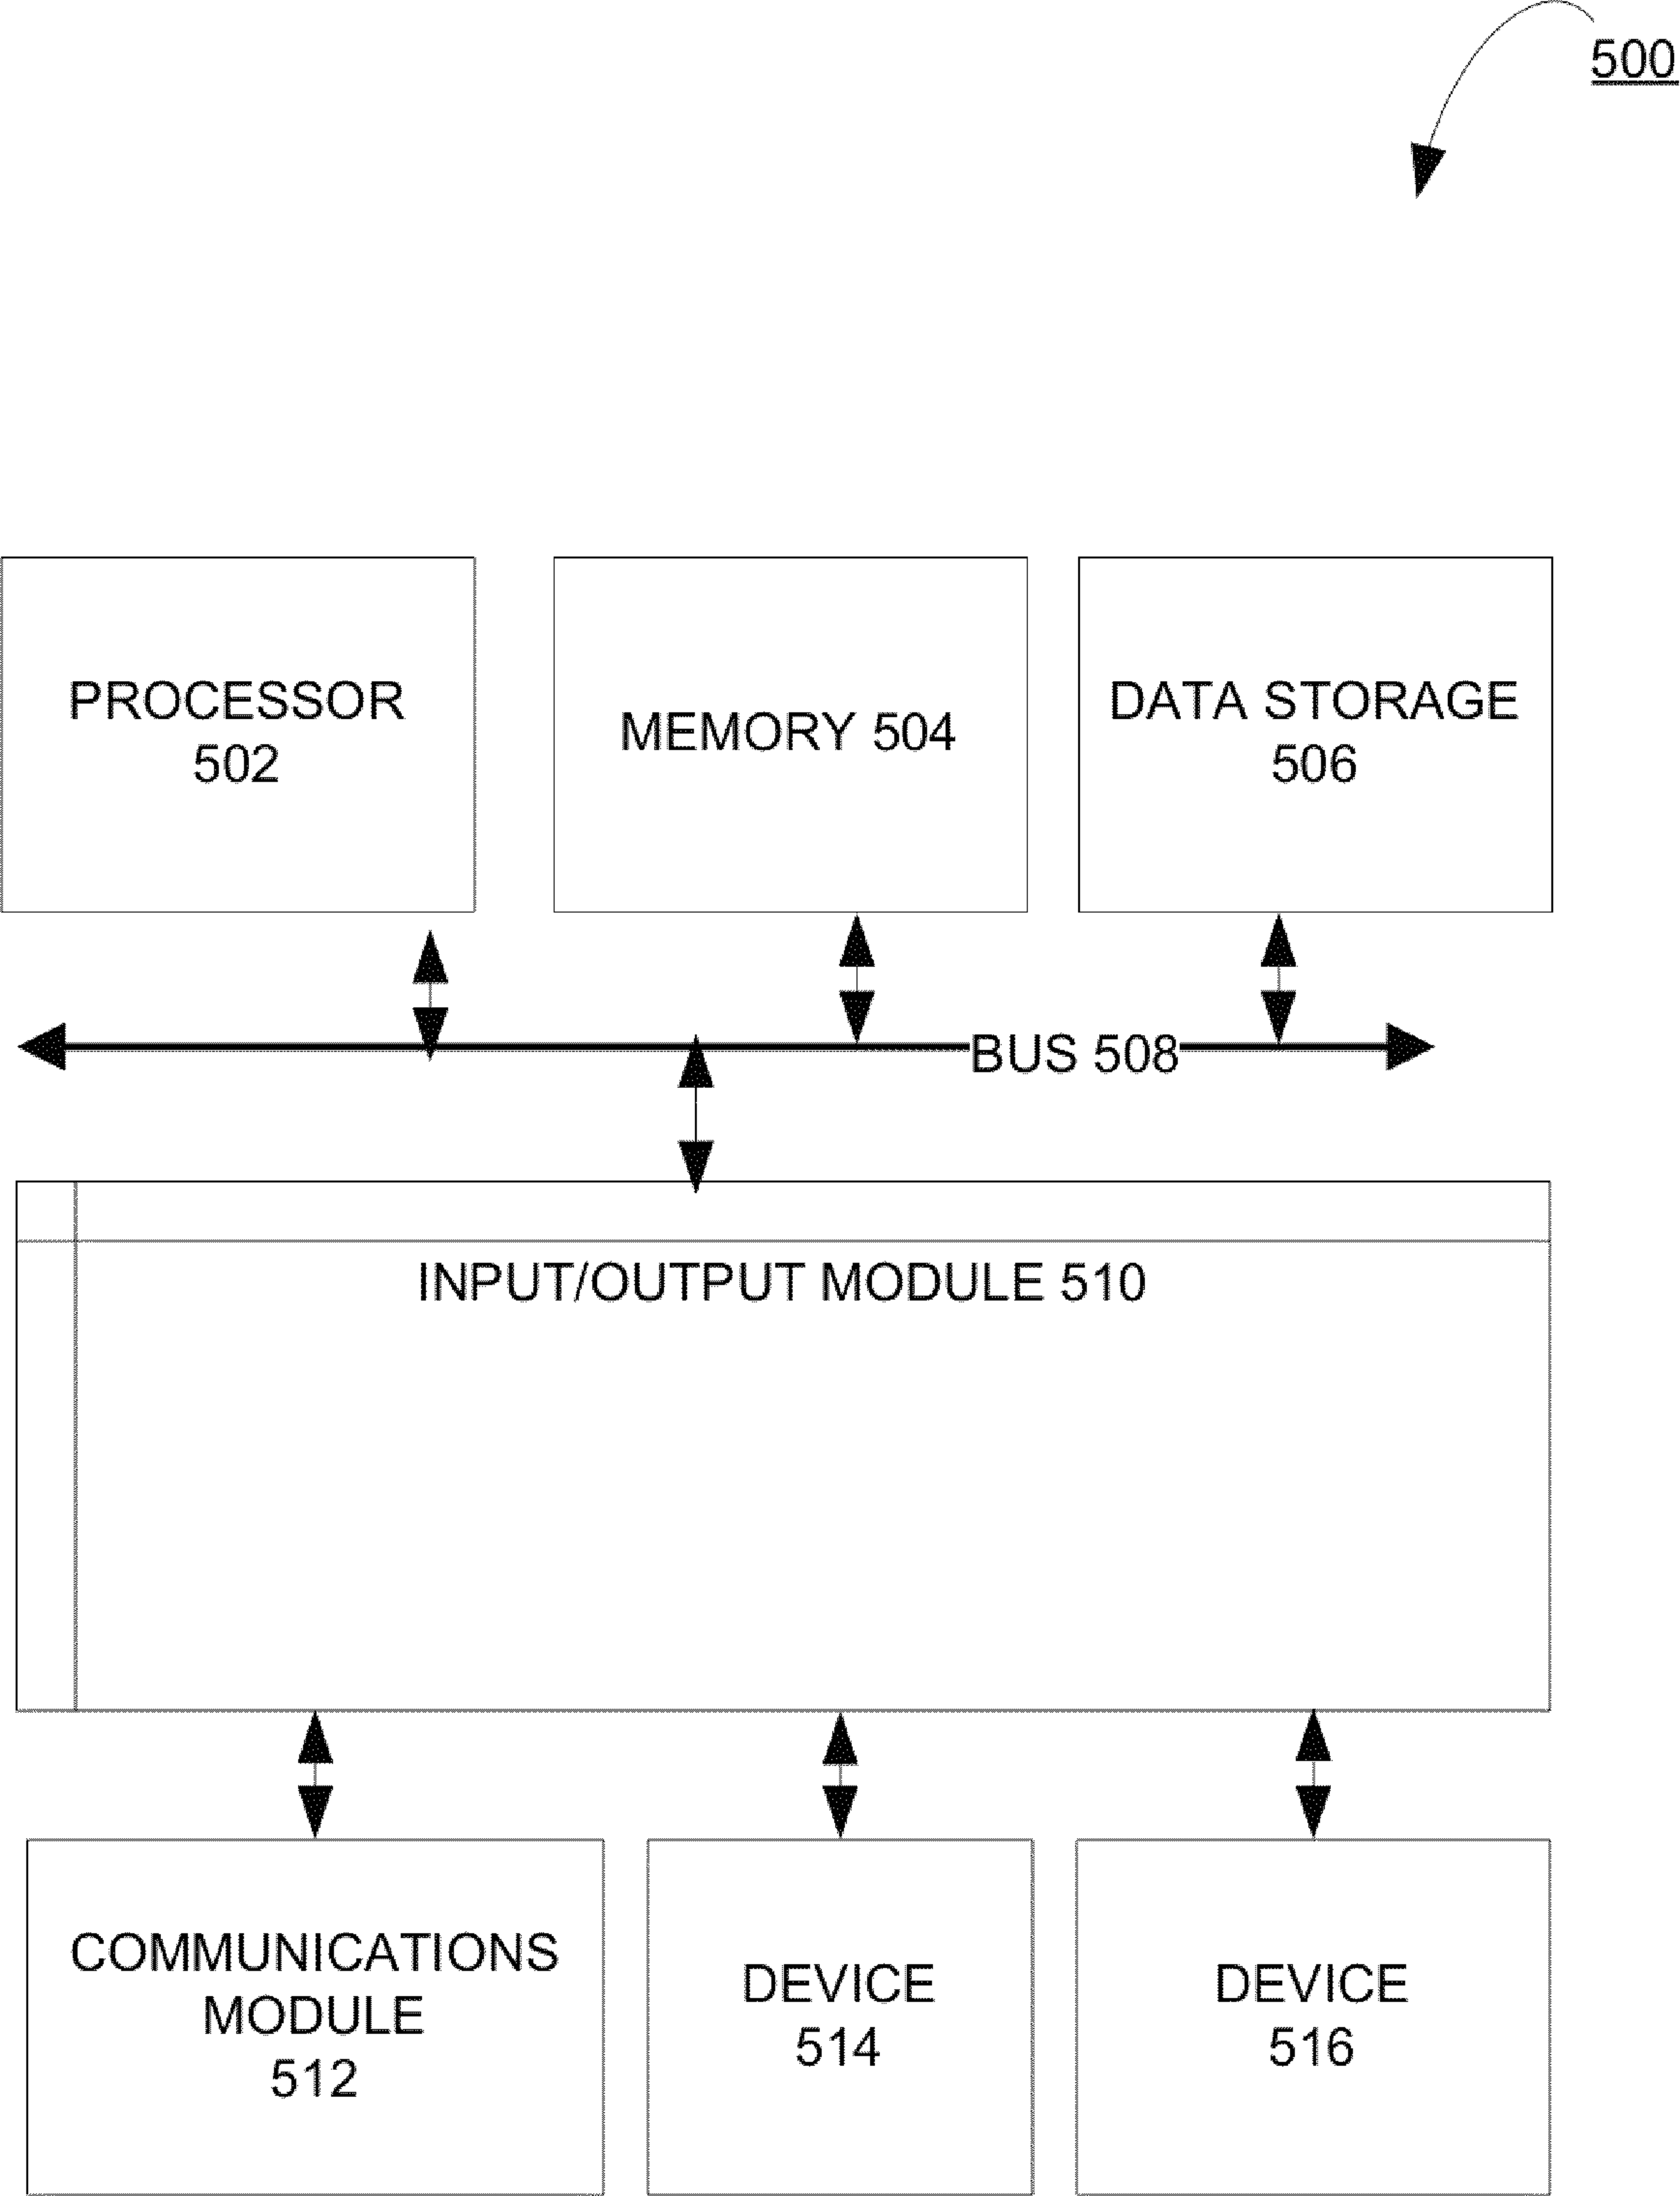 500
PROCESSOR
502
MEMORY 504
DATA STORAGE
506
BUS 508
INPUT/OUTPUT MODULE 510
COMMUNICATIONS
MODULE
512
DEVICE
514
DEVICE
516